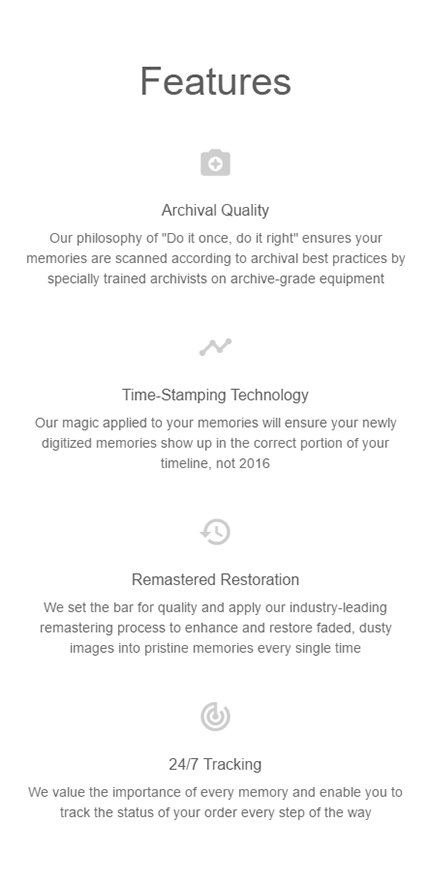 Features
Archival Quality
Our philosophy of "Do it once, do it right" ensures your
memories are scanned according to archival best practices by
specially trained archivists on archive-grade equipment
Time-Stamping Technology
Our magic applied to your memories will ensure your newly
digitized memories show up in the correct portion of your
timeline, not 2016
Remastered Restoration
We set the bar for quality and apply our industry-leading
remastering process to enhance and restore faded, dusty
images into pristine memories every single time
24/7 Tracking
We value the importance of every memory and enable you to
track the status of your order every step of the way